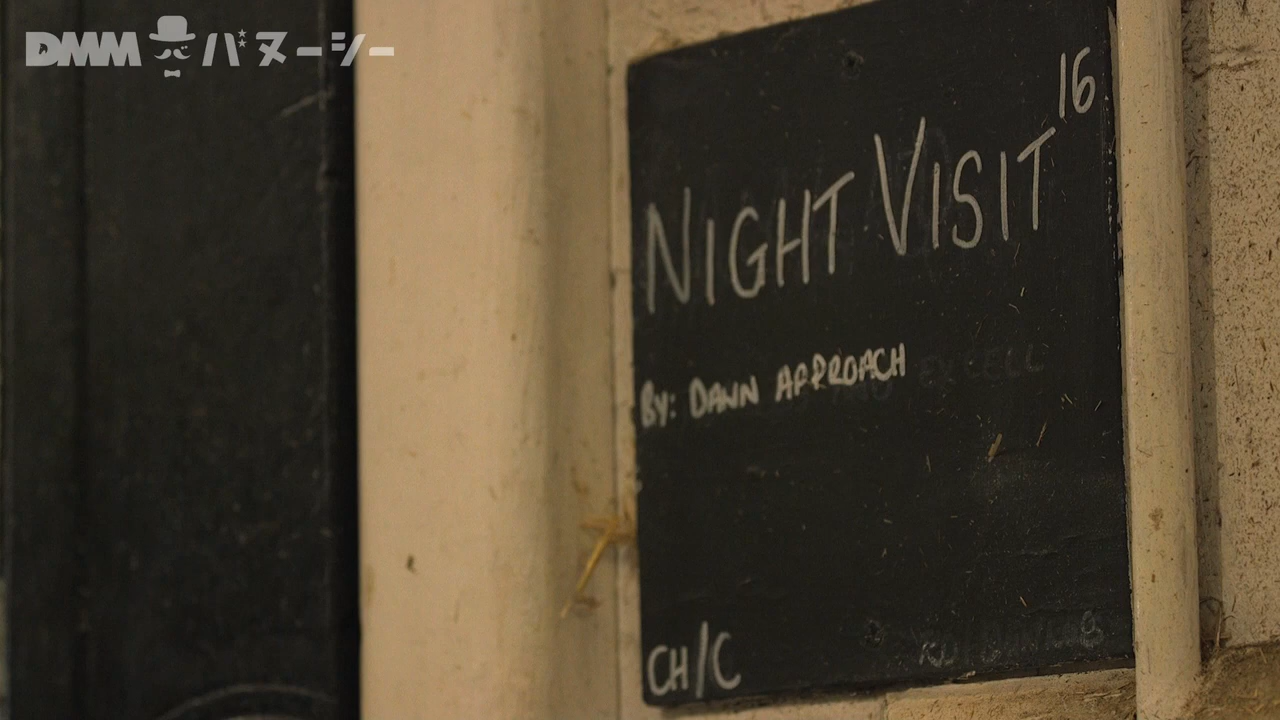 DMM バヌーシー
16
NIGHT VISIT
BY: DAWN APPROACH
CH/C